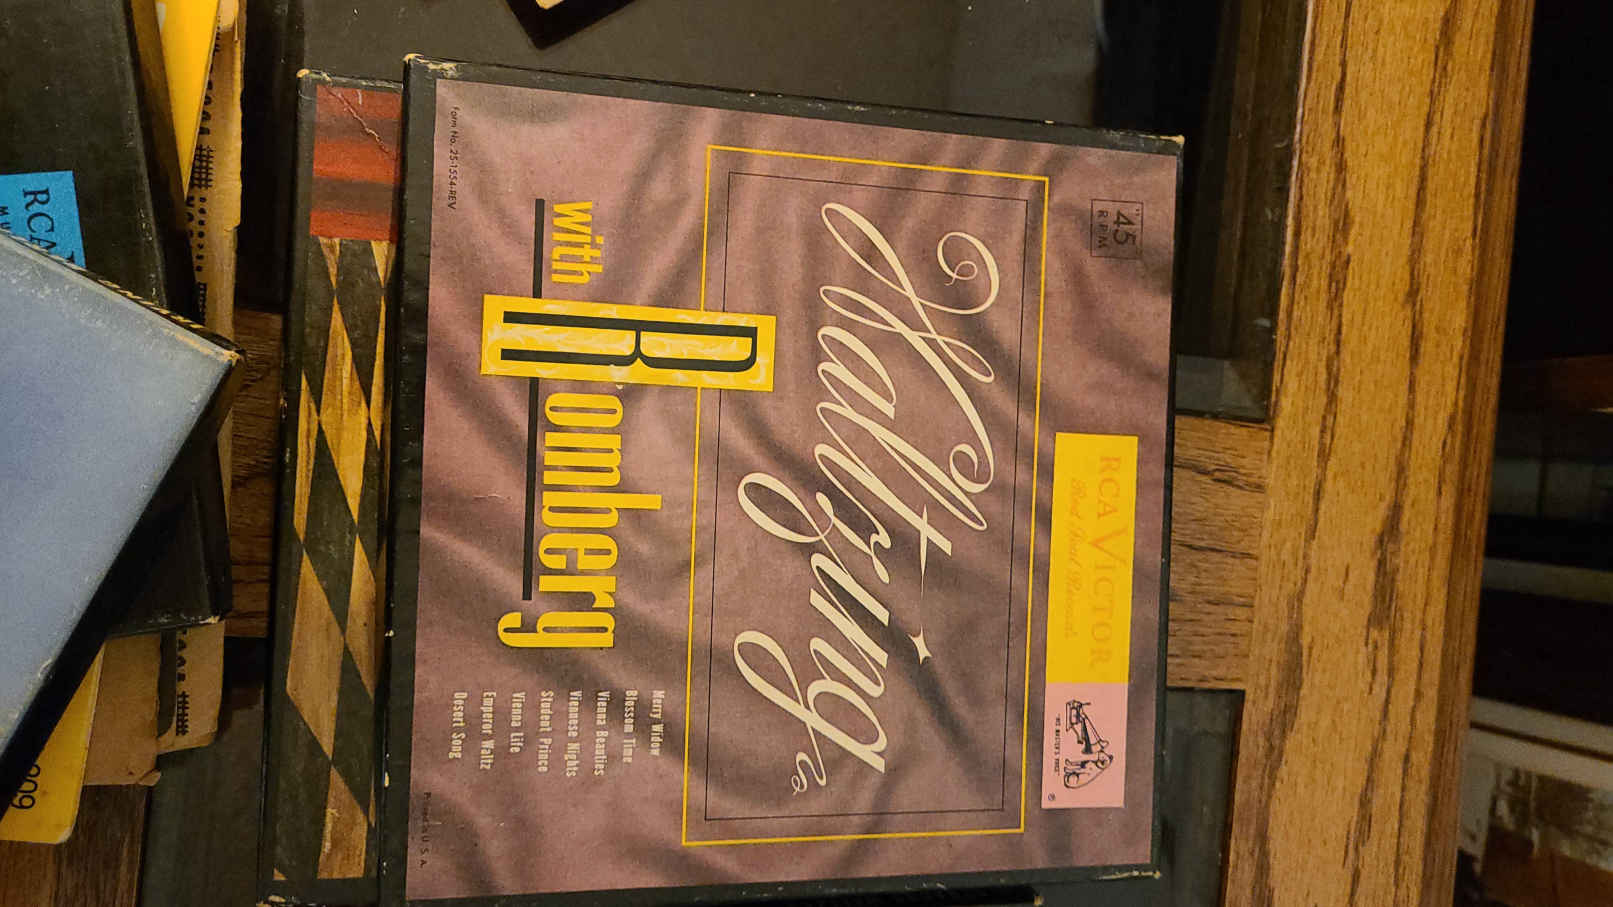 "45"
RPM
RCA VICTOR
Red Seal Records
"HIS MASTER'S VOICE"
®
Waltzing
with Romberg
Merry Widow
Blossom Time
Vienna Beauties
Viennese Nights
Student Prince
Vienna Life
Emperor Waltz
Desert Song
Form No. 25-1554-REV
Printed in U. S. A.
RCA